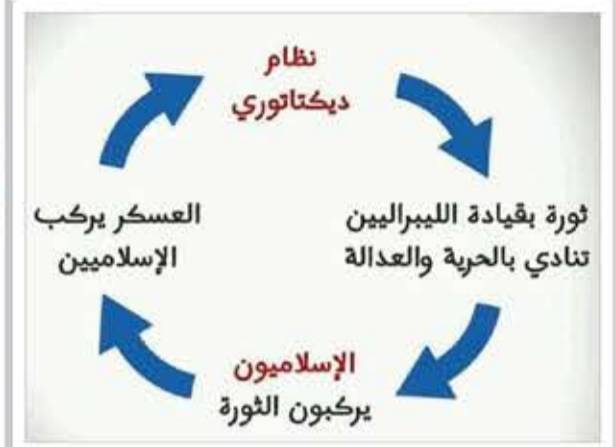 نظام
ديكتاتوري
ثورة بقيادة الليبراليين
تنادي بالحرية والعدالة
الإسلاميون
يركبون الثورة
العسكر يركب
الإسلاميين